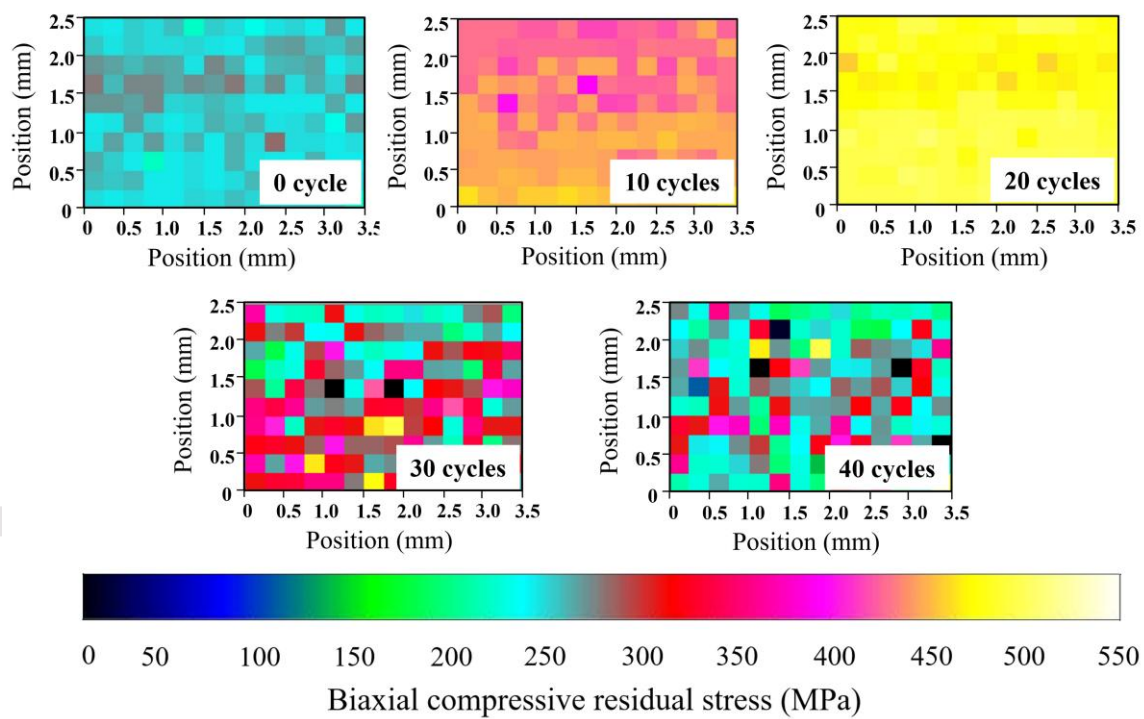 2.5
2.0
1.5
1.0
0.5
0
Position (mm)
0 cycle
0 0.5 1.0 1.5 2.0 2.5 3.0 3.5
Position (mm)
2.5
2.0
1.5
1.0
0.5
0
Position (mm)
10 cycles
0 0.5 1.0 1.5 2.0 2.5 3.0 3.5
Position (mm)
2.5
2.0
1.5
1.0
0.5
0
Position (mm)
20 cycles
0 0.5 1.0 1.5 2.0 2.5 3.0 3.5
Position (mm)
2.5
2.0
1.5
1.0
0.5
0
Position (mm)
30 cycles
0 0.5 1.0 1.5 2.0 2.5 3.0 3.5
Position (mm)
2.5
2.0
1.5
1.0
0.5
0
Position (mm)
40 cycles
0 0.5 1.0 1.5 2.0 2.5 3.0 3.5
Position (mm)
0 50 100 150 200 250 300 350 400 450 500 550
Biaxial compressive residual stress (MPa)